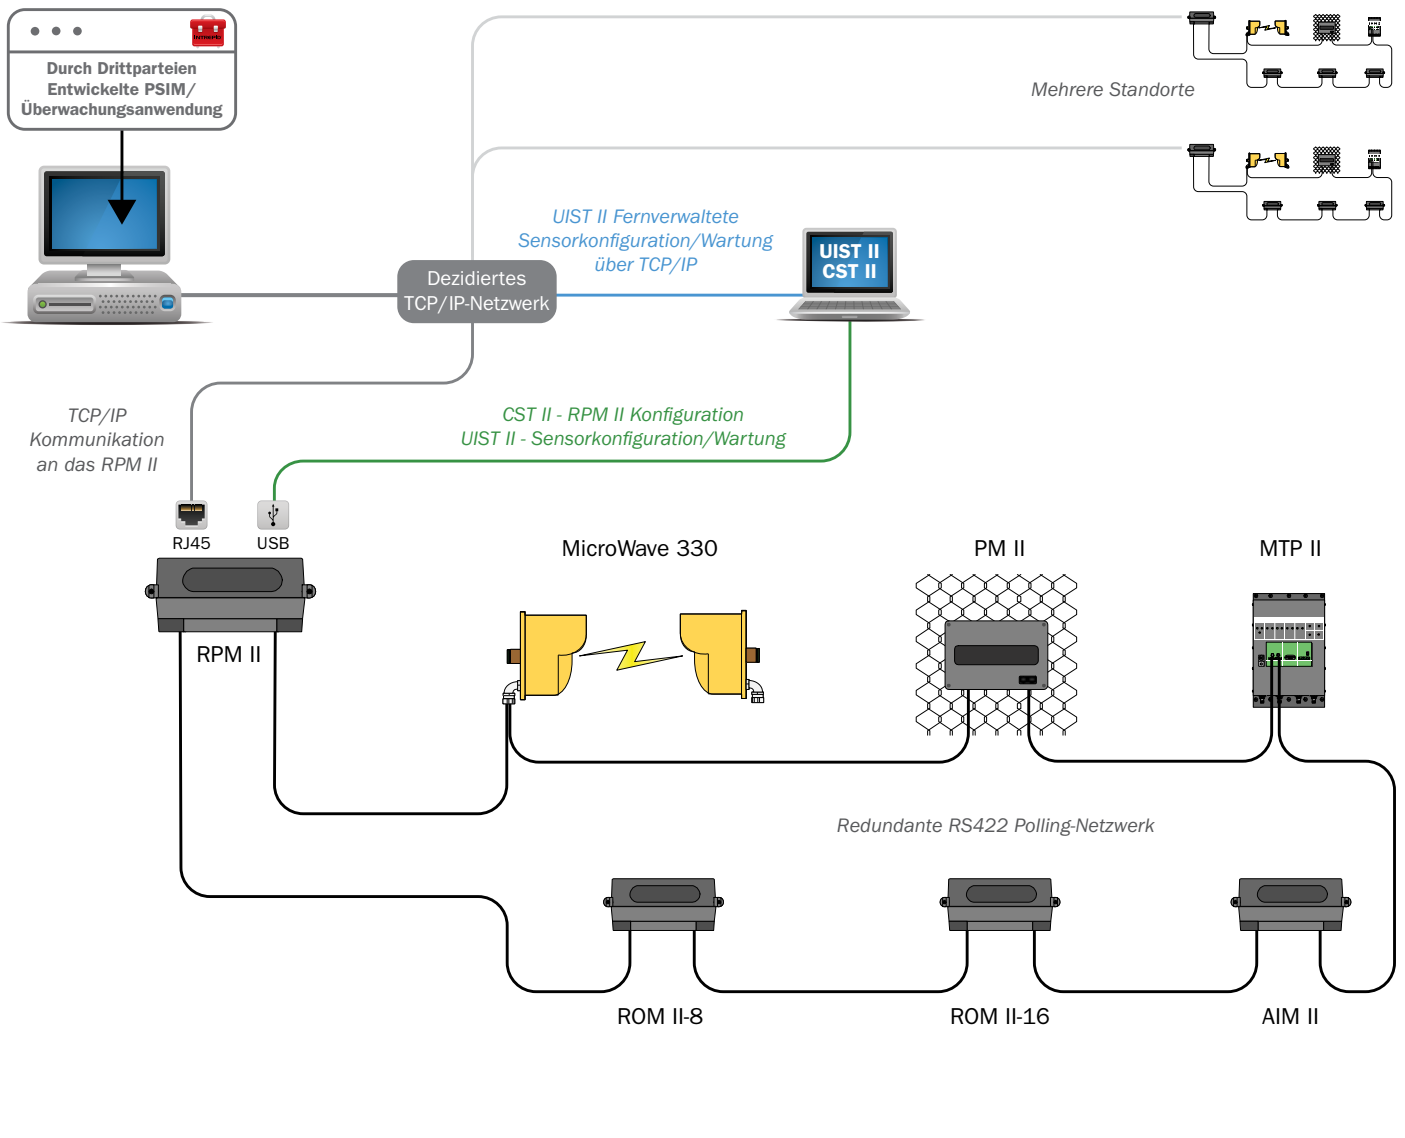 INTREPID
Durch Drittparteien
Entwickelte PSIM/
Überwachungsanwendung
Mehrere Standorte
UIST II Fernverwaltete
Sensorkonfiguration/Wartung
über TCP/IP
UIST II
CST II
Dezidiertes
TCP/IP-Netzwerk
TCP/IP
Kommunikation
an das RPM II
CST II - RPM II Konfiguration
UIST II - Sensorkonfiguration/Wartung
RJ45
USB
RPM II
MicroWave 330
PM II
MTP II
Redundante RS422 Polling-Netzwerk
ROM II-8
ROM II-16
AIM II